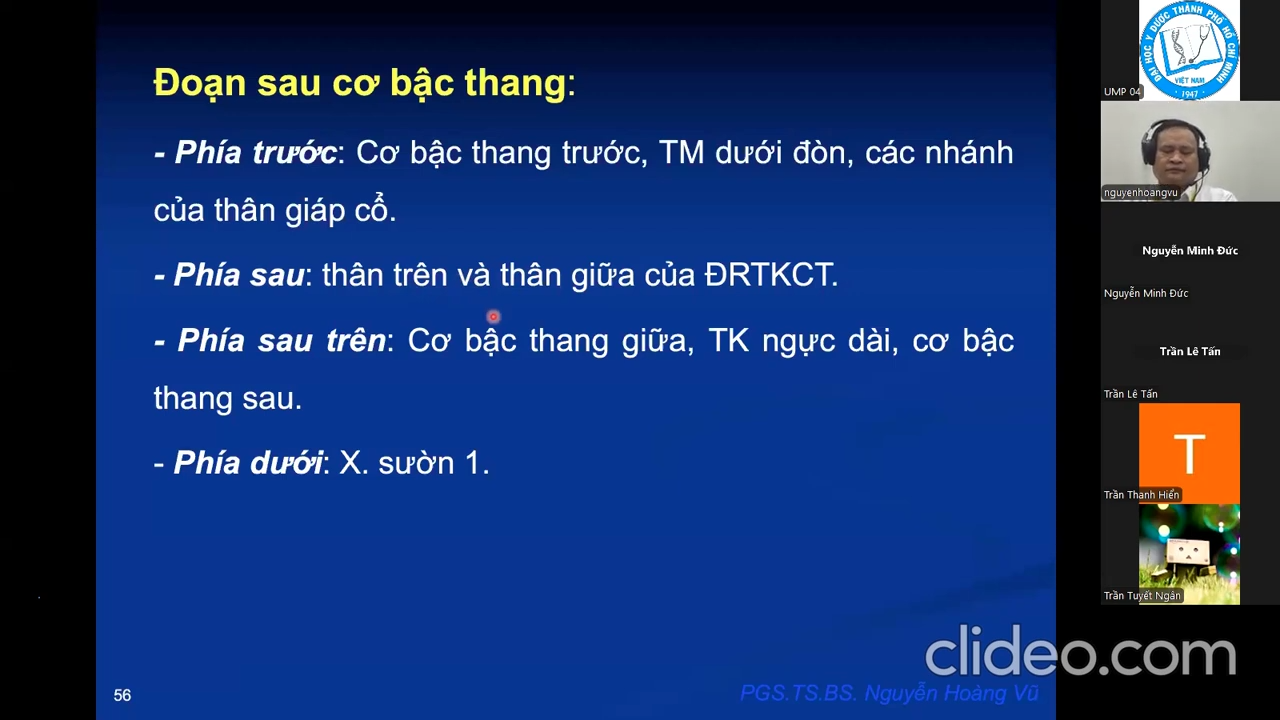 Đoạn sau cơ bậc thang:
- Phía trước: Cơ bậc thang trước, TM dưới đòn, các nhánh
của thân giáp cổ.
- Phía sau: thân trên và thân giữa của ĐRTKCT.
- Phía sau trên: Cơ bậc thang giữa, TK ngực dài, cơ bậc
thang sau.
- Phía dưới: X. sườn 1.
56
PGS.TS.BS. Nguyễn Hoàng Vũ
clideo.com
ĐẠI HỌC Y DƯỢC THÀNH PHỐ HỒ CHÍ MINH
VIỆT NAM
1947
UMP 04
nguyenhoangvu
Nguyễn Minh Đức
Nguyễn Minh Đức
Trần Lê Tấn
Trần Lê Tấn
T
Trần Thanh Hiển
Trần Tuyết Ngân